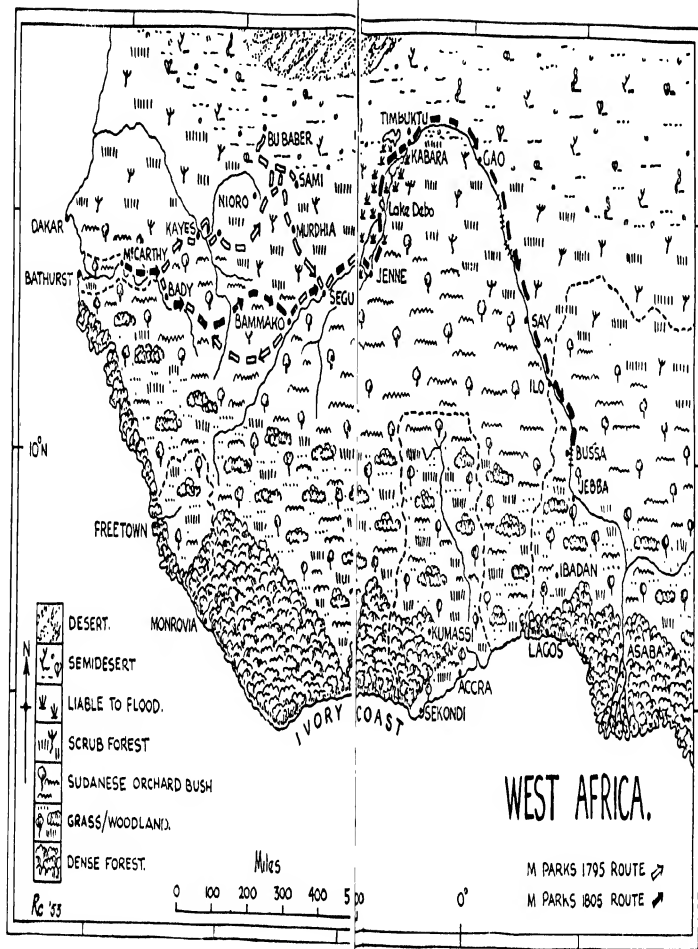 TIMBUKTU
BU BABER
KABARA
GAO
SAMI
NIORO
Lake Debo
DAKAR
KAYES
MURDHIA
McCARTHY
BATHURST
JENNE
BADY
SEGU
BAMMAKO
SAY
ILO
10°N
BUSSA
JEBBA
FREETOWN
IBADAN
MONROVIA
KUMASSI
LAGOS
ASABA
ACCRA
SEKONDI
IVORY COAST
N
DESERT.
SEMIDESERT
LIABLE TO FLOOD.
SCRUB FOREST
SUDANESE ORCHARD BUSH
GRASS/WOODLAND.
DENSE FOREST.
WEST AFRICA.
M PARKS 1795 ROUTE
M PARKS 1805 ROUTE
Miles
0 100 200 300 400 500
0°
RC '53